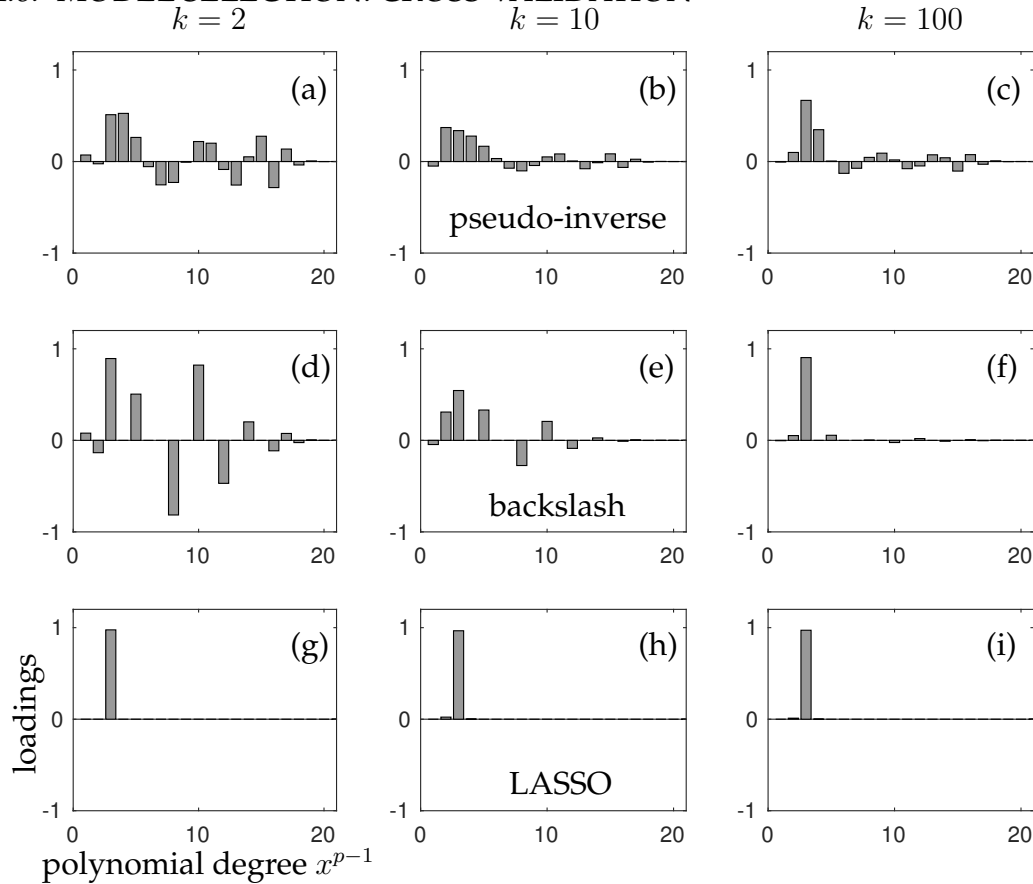 k = 2 k = 10 k = 100
1 (a) 1 (b) 1 (c)
0 0 0
pseudo-inverse
-1 -1 -1
0 10 20 0 10 20 0 10 20
1 (d) 1 (e) 1 (f)
0 0 0
backslash
-1 -1 -1
0 10 20 0 10 20 0 10 20
1 (g) 1 (h) 1 (i)
loadings
0 0 0
LASSO
-1 -1 -1
0 10 20 0 10 20 0 10 20
polynomial degree x^{p−1}